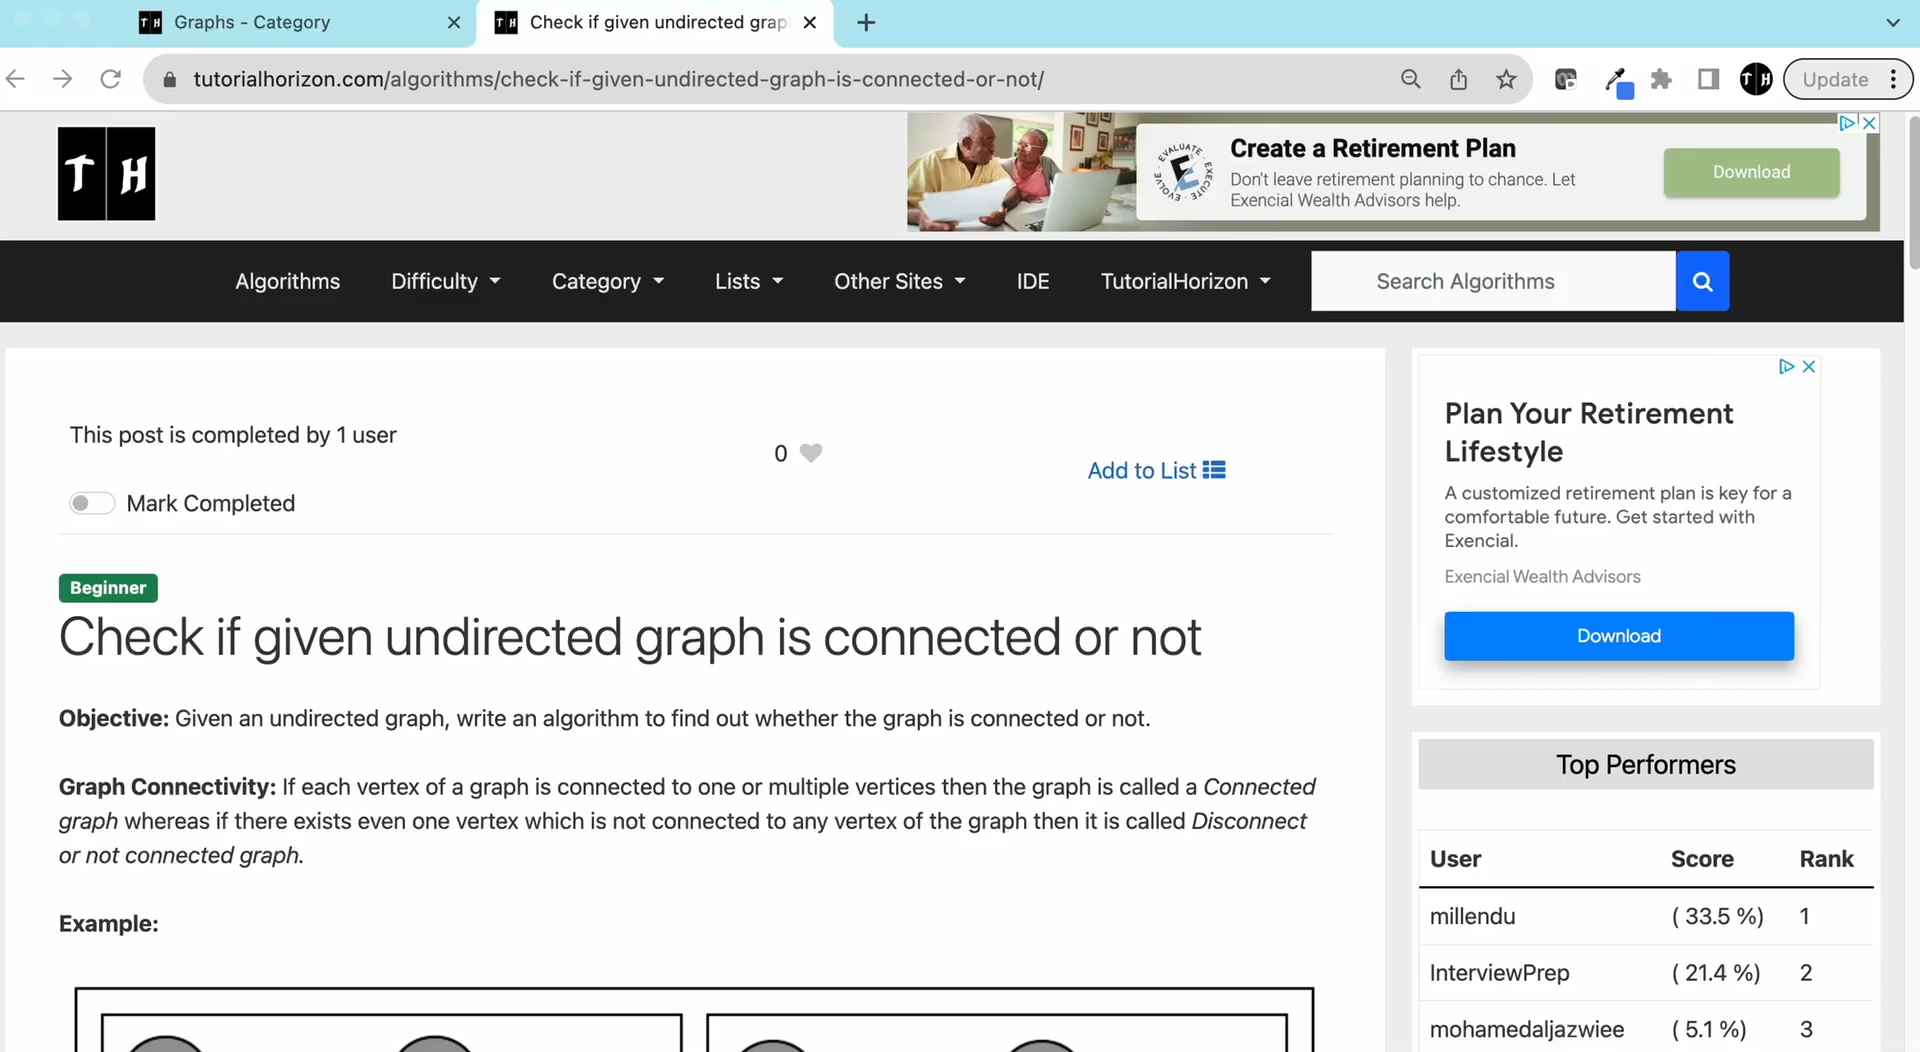 TH Graphs - Category
TH Check if given undirected grap
tutorialhorizon.com/algorithms/check-if-given-undirected-graph-is-connected-or-not/
TH
Update
TH
EVALUATE EXECUTE EVOLVE
E
Create a Retirement Plan
Don't leave retirement planning to chance. Let
Exencial Wealth Advisors help.
Download
Algorithms
Difficulty
Category
Lists
Other Sites
IDE
TutorialHorizon
Search Algorithms
This post is completed by 1 user
0
Add to List
Mark Completed
Beginner
Check if given undirected graph is connected or not
Objective: Given an undirected graph, write an algorithm to find out whether the graph is connected or not.
Graph Connectivity: If each vertex of a graph is connected to one or multiple vertices then the graph is called a Connected
graph whereas if there exists even one vertex which is not connected to any vertex of the graph then it is called Disconnect
or not connected graph.
Example:
Plan Your Retirement
Lifestyle
A customized retirement plan is key for a
comfortable future. Get started with
Exencial.
Exencial Wealth Advisors
Download
Top Performers
User Score Rank
millendu ( 33.5 %) 1
InterviewPrep ( 21.4 %) 2
mohamedaljazwiee ( 5.1 %) 3